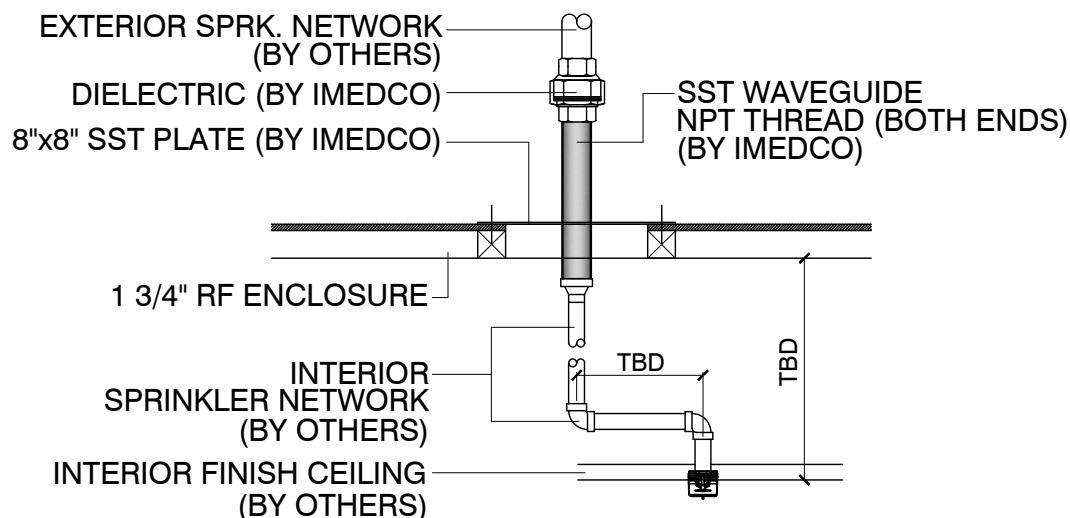 EXTERIOR SPRK. NETWORK
(BY OTHERS)
DIELECTRIC (BY IMEDCO)
8"x8" SST PLATE (BY IMEDCO)
SST WAVEGUIDE
NPT THREAD (BOTH ENDS)
(BY IMEDCO)
1 3/4" RF ENCLOSURE
TBD
TBD
INTERIOR
SPRINKLER NETWORK
(BY OTHERS)
INTERIOR FINISH CEILING
(BY OTHERS)